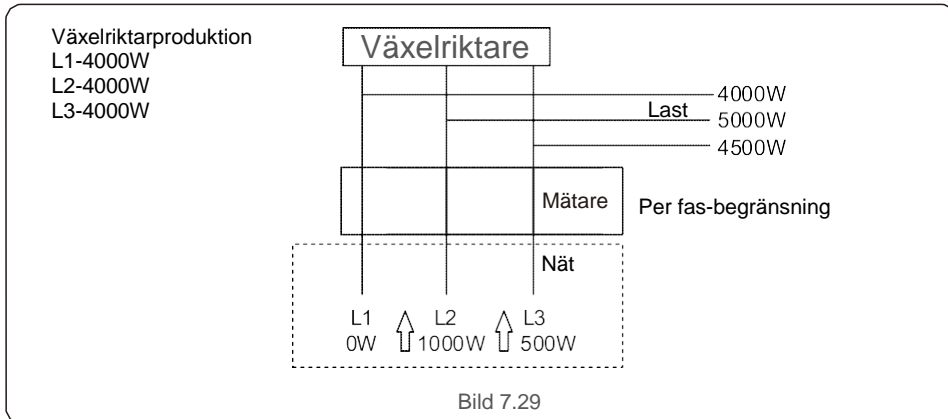 Växelriktarproduktion
L1-4000W
L2-4000W
L3-4000W
Växelriktare
4000W
Last
5000W
4500W
Mätare
Per fas-begränsning
Nät
L1 L2 L3
0W 1000W 500W
Bild 7.29